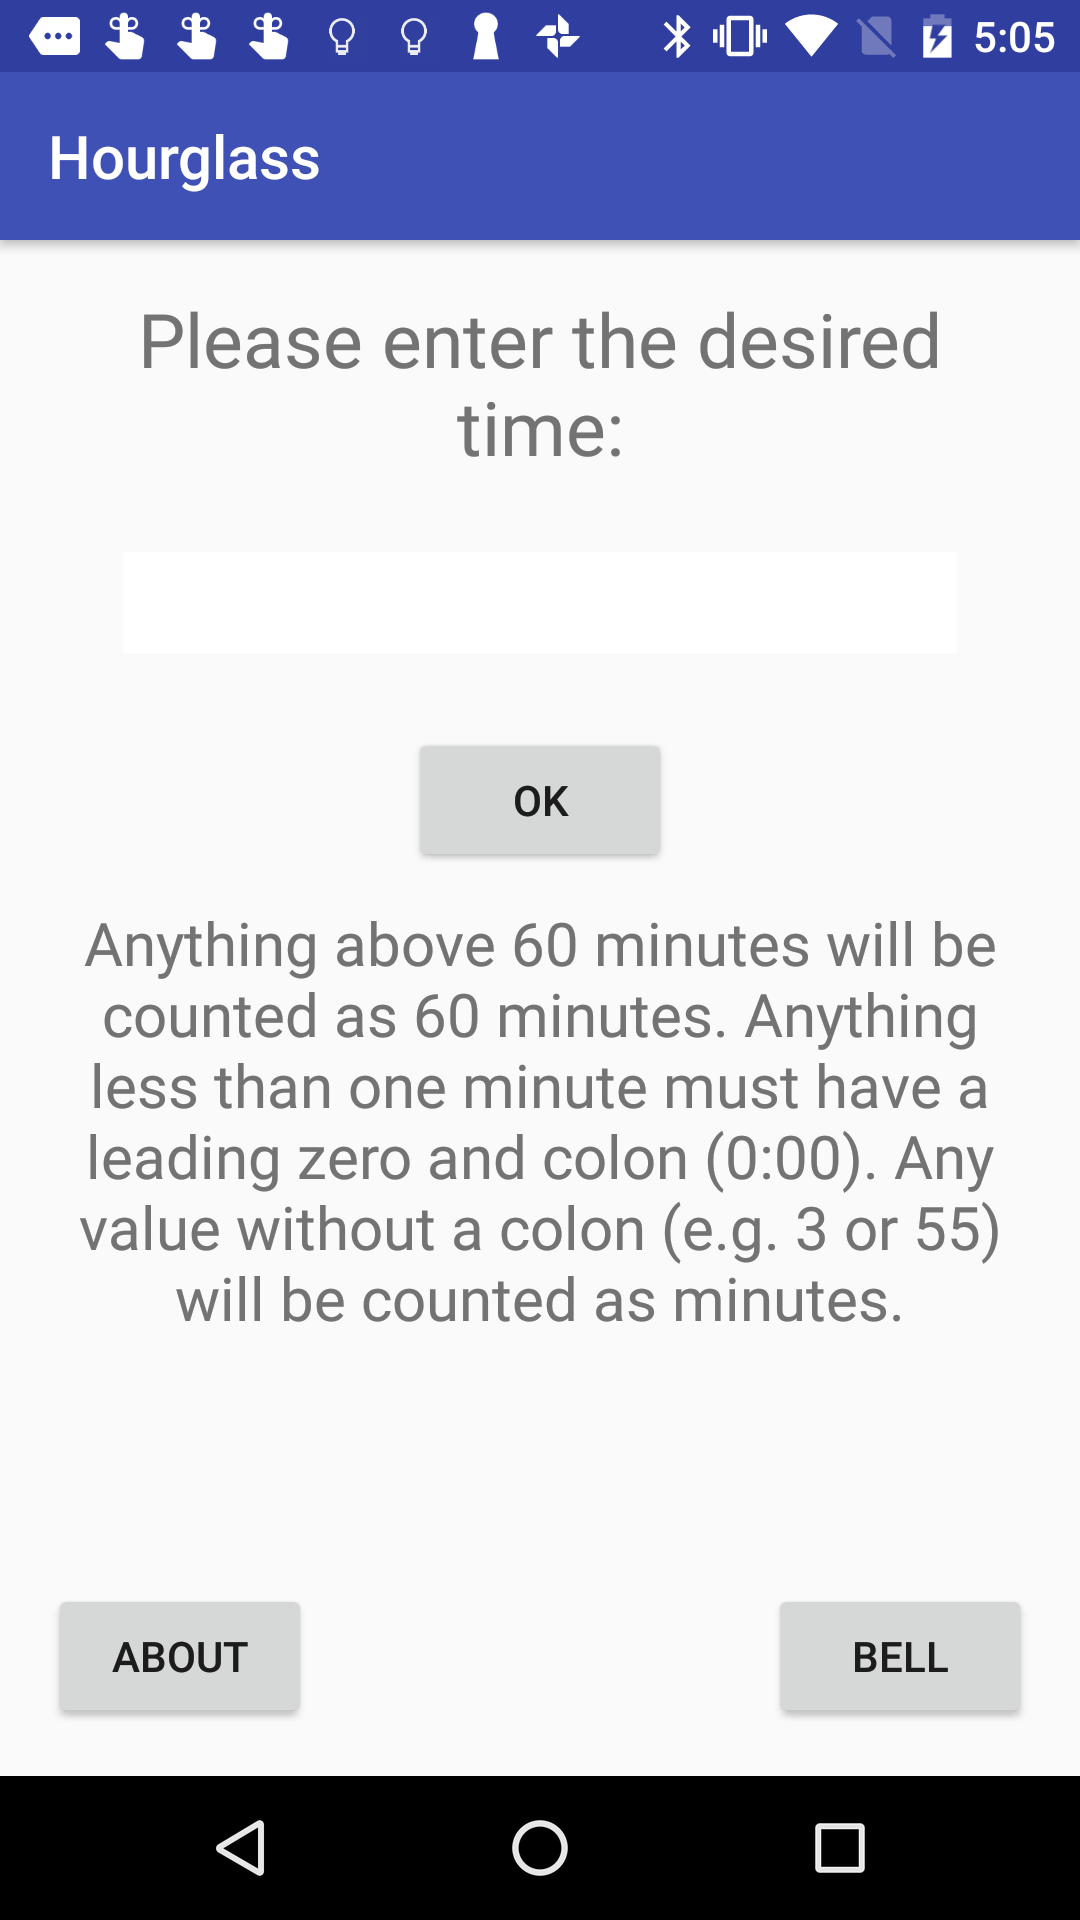 5:05
Hourglass
Please enter the desired
time:
OK
Anything above 60 minutes will be
counted as 60 minutes. Anything
less than one minute must have a
leading zero and colon (0:00). Any
value without a colon (e.g. 3 or 55)
will be counted as minutes.
ABOUT
BELL